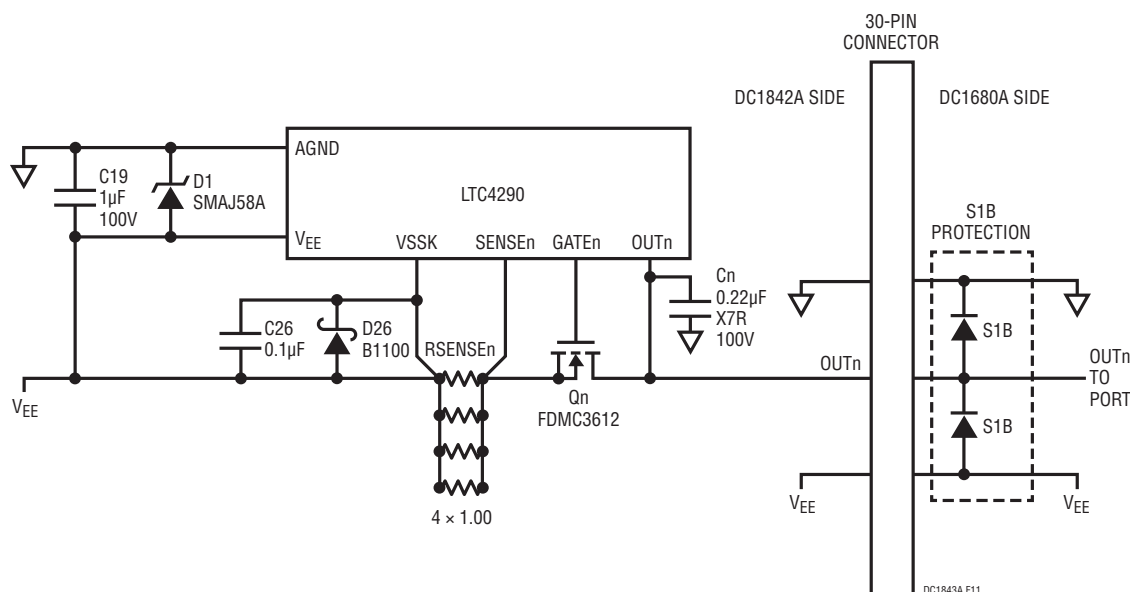 30-PIN
CONNECTOR
DC1842A SIDE
DC1680A SIDE
AGND
C19
1µF
100V
D1
SMAJ58A
LTC4290
VEE
VSSK
SENSEn
GATEn
OUTn
S1B
PROTECTION
Cn
0.22µF
X7R
100V
C26
0.1µF
D26
B1100
RSENSEn
S1B
OUTn
OUTn
TO
PORT
VEE
Qn
FDMC3612
S1B
4 × 1.00
VEE
VEE
DC1843A F11